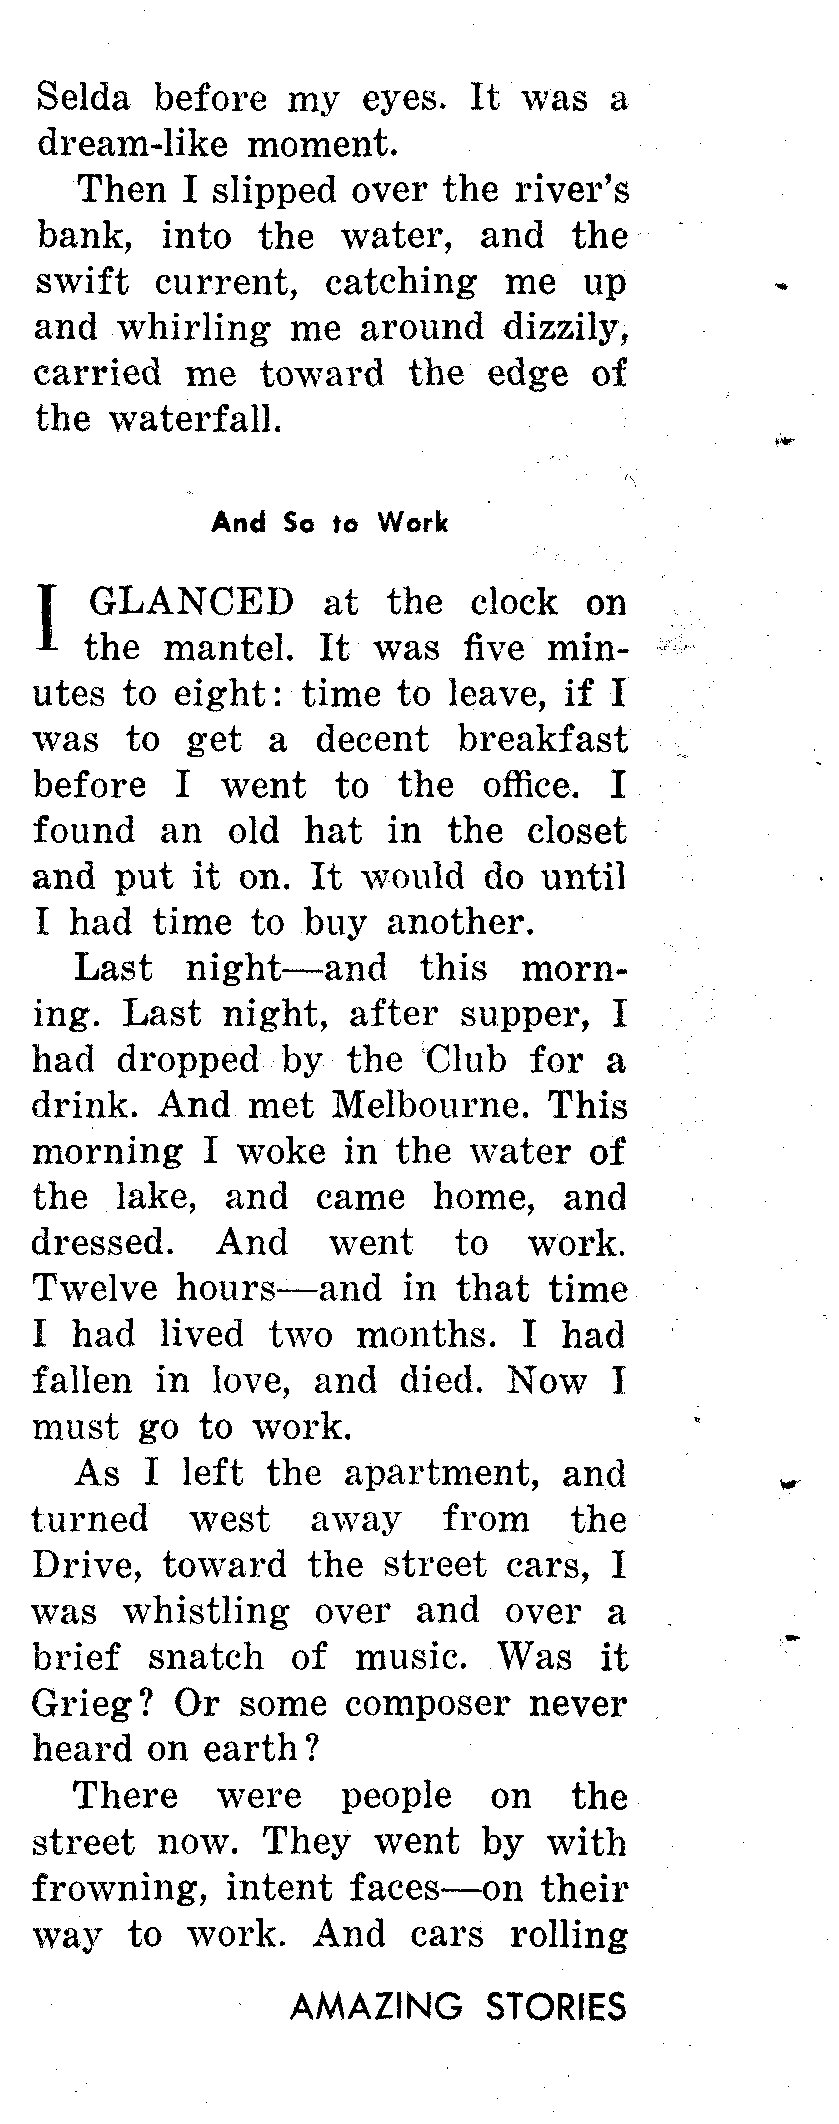 Selda before my eyes. It was a
dream-like moment.
Then I slipped over the river's
bank, into the water, and the
swift current, catching me up
and whirling me around dizzily,
carried me toward the edge of
the waterfall.
And So to Work
I GLANCED at the clock on
the mantel. It was five min-
utes to eight: time to leave, if I
was to get a decent breakfast
before I went to the office. I
found an old hat in the closet
and put it on. It would do until
I had time to buy another.
Last night—and this morn-
ing. Last night, after supper, I
had dropped by the Club for a
drink. And met Melbourne. This
morning I woke in the water of
the lake, and came home, and
dressed. And went to work.
Twelve hours—and in that time
I had lived two months. I had
fallen in love, and died. Now I
must go to work.
As I left the apartment, and
turned west away from the
Drive, toward the street cars, I
was whistling over and over a
brief snatch of music. Was it
Grieg? Or some composer never
heard on earth?
There were people on the
street now. They went by with
frowning, intent faces—on their
way to work. And cars rolling
AMAZING STORIES